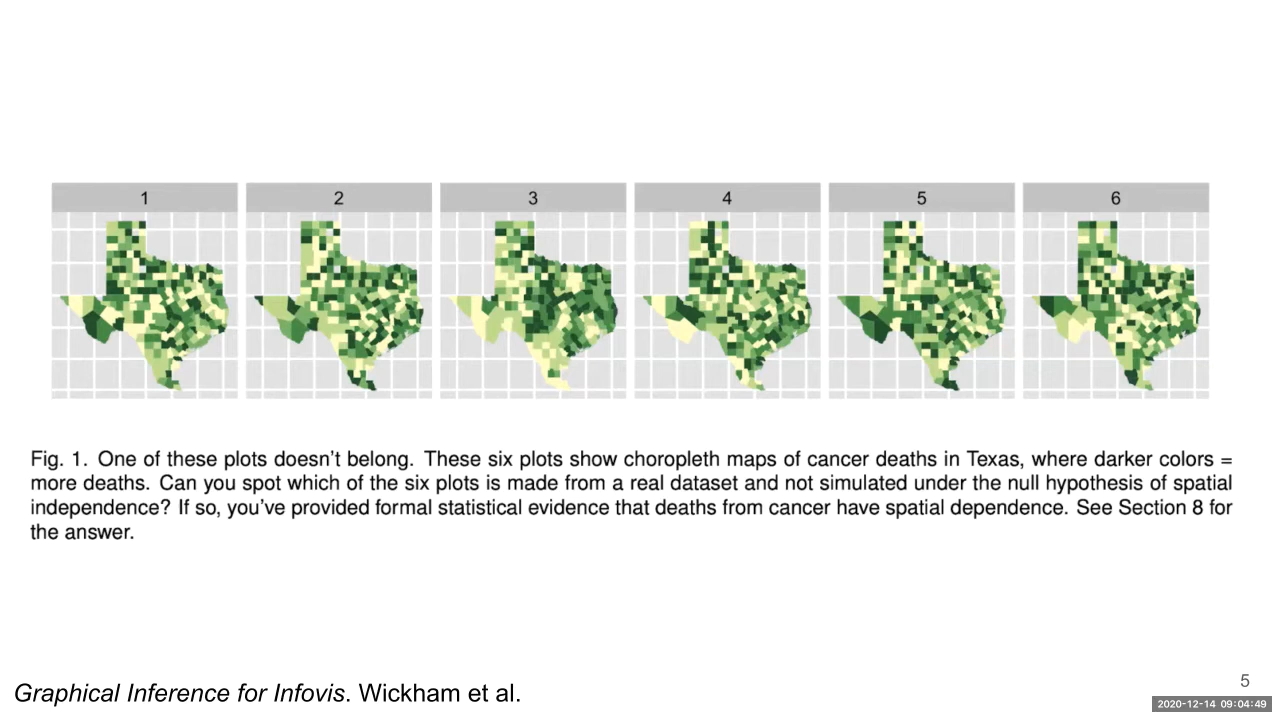 1 2 3 4 5 6
Fig. 1. One of these plots doesn't belong. These six plots show choropleth maps of cancer deaths in Texas, where darker colors =
more deaths. Can you spot which of the six plots is made from a real dataset and not simulated under the null hypothesis of spatial
independence? If so, you've provided formal statistical evidence that deaths from cancer have spatial dependence. See Section 8 for
the answer.
Graphical Inference for Infovis. Wickham et al.
5
2020-12-14 09:04:49